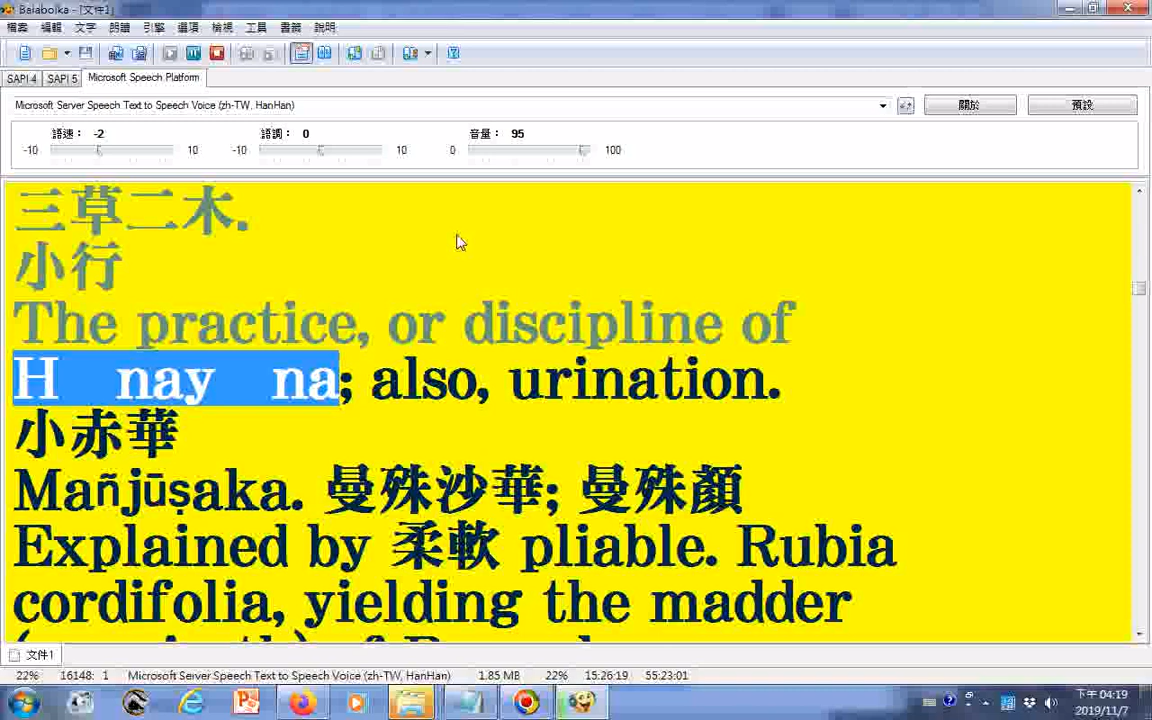 Balabolka - [文件1]
檔案 編輯 文字 朗讀 引擎 選項 檢視 工具 書籤 說明
SAPI 4 SAPI 5 Microsoft Speech Platform
Microsoft Server Speech Text to Speech Voice (zh-TW, HanHan) 關於 預設
語速： -2 語調： 0 音量： 95
-10 10 -10 10 0 100
三草二木.
小行
The practice, or discipline of
H nay na; also, urination.
小赤華
Mañjūṣaka. 曼殊沙華; 曼殊顏
Explained by 柔軟 pliable. Rubia
cordifolia, yielding the madder
文件1
22% 16148: 1 Microsoft Server Speech Text to Speech Voice (zh-TW, HanHan) 1.85 MB 22% 15:26:19 55:23:01
下午 04:19
2019/11/7